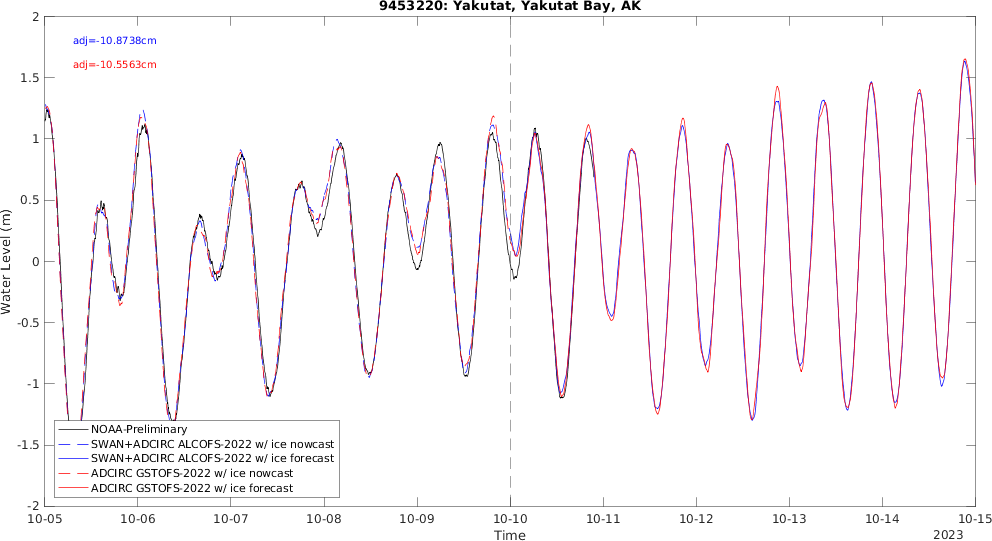 9453220: Yakutat, Yakutat Bay, AK
adj=-10.8738cm
adj=-10.5563cm
Water Level (m)
2
1.5
1
0.5
0
-0.5
-1
-1.5
-2
NOAA-Preliminary
SWAN+ADCIRC ALCOFS-2022 w/ ice nowcast
SWAN+ADCIRC ALCOFS-2022 w/ ice forecast
ADCIRC GSTOFS-2022 w/ ice nowcast
ADCIRC GSTOFS-2022 w/ ice forecast
10-05 10-06 10-07 10-08 10-09 10-10 10-11 10-12 10-13 10-14 10-15
Time
2023